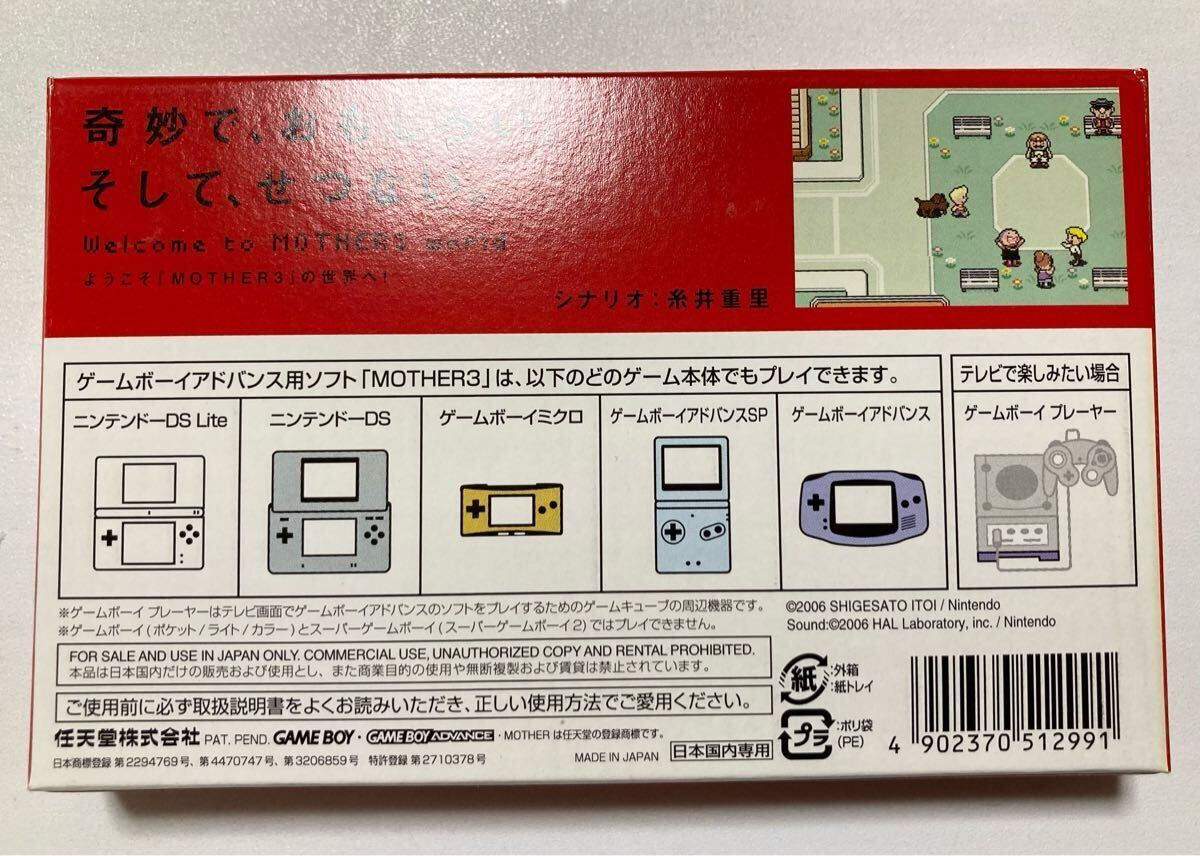 奇妙で、おもしろい。
そして、せつない。
Welcome to MOTHER3 world
ようこそ「MOTHER3」の世界へ!
シナリオ:糸井重里
ゲームボーイアドバンス用ソフト「MOTHER3」は、以下のどのゲーム本体でもプレイできます。
テレビで楽しみたい場合
ニンテンドーDS Lite
ニンテンドーDS
ゲームボーイミクロ
ゲームボーイアドバンスSP
ゲームボーイアドバンス
ゲームボーイ プレーヤー
※ゲームボーイ プレーヤーはテレビ画面でゲームボーイアドバンスのソフトをプレイするためのゲームキューブの周辺機器です。
※ゲームボーイ(ポケット/ライト/カラー)とスーパーゲームボーイ(スーパーゲームボーイ2)ではプレイできません。
©2006 SHIGESATO ITOI / Nintendo
Sound:©2006 HAL Laboratory, inc. / Nintendo
FOR SALE AND USE IN JAPAN ONLY. COMMERCIAL USE, UNAUTHORIZED COPY AND RENTAL PROHIBITED.
本品は日本国内だけの販売および使用とし、また商業目的の使用や無断複製および賃貸は禁止されています。
ご使用前に必ず取扱説明書をよくお読みいただき、正しい使用方法でご愛用ください。
紙
:外箱
:紙トレイ
プラ
:ポリ袋
(PE)
任天堂株式会社 PAT. PEND. GAME BOY・GAME BOY ADVANCE・MOTHER は任天堂の登録商標です。
日本商標登録 第2294769号、第4470747号、第3206859号 特許登録 第2710378号
MADE IN JAPAN
日本国内専用
4 902370 512991